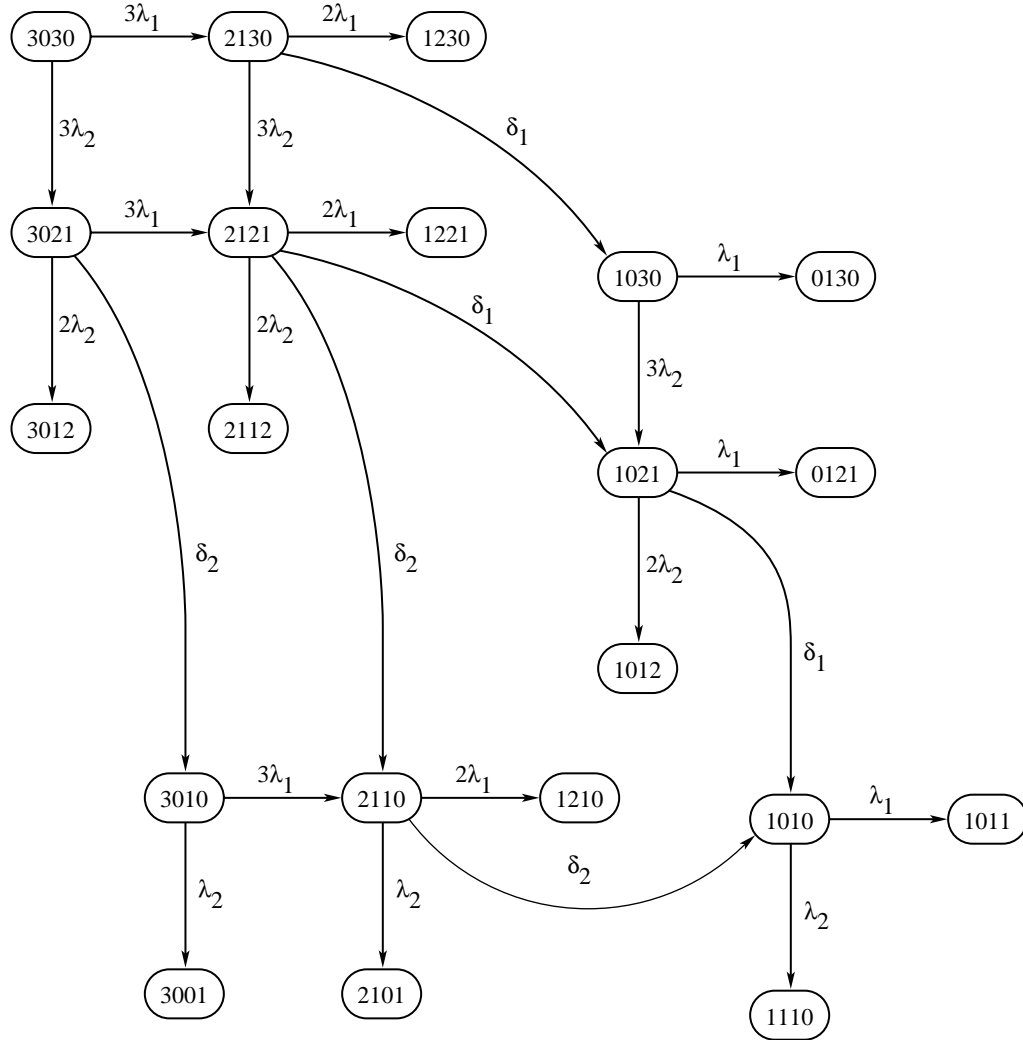 3λ₁ 2λ₁
3030 2130 1230
δ₁
3λ₂ 3λ₂
3λ₁ 2λ₁
3021 2121 1221
λ₁
1030 0130
δ₁
2λ₂ 2λ₂
3λ₂
3012 2112
λ₁
1021 0121
δ₂ δ₂
2λ₂
δ₁
1012
3λ₁ 2λ₁
3010 2110 1210
λ₁
1010 1011
δ₂
λ₂ λ₂
λ₂
3001 2101
1110